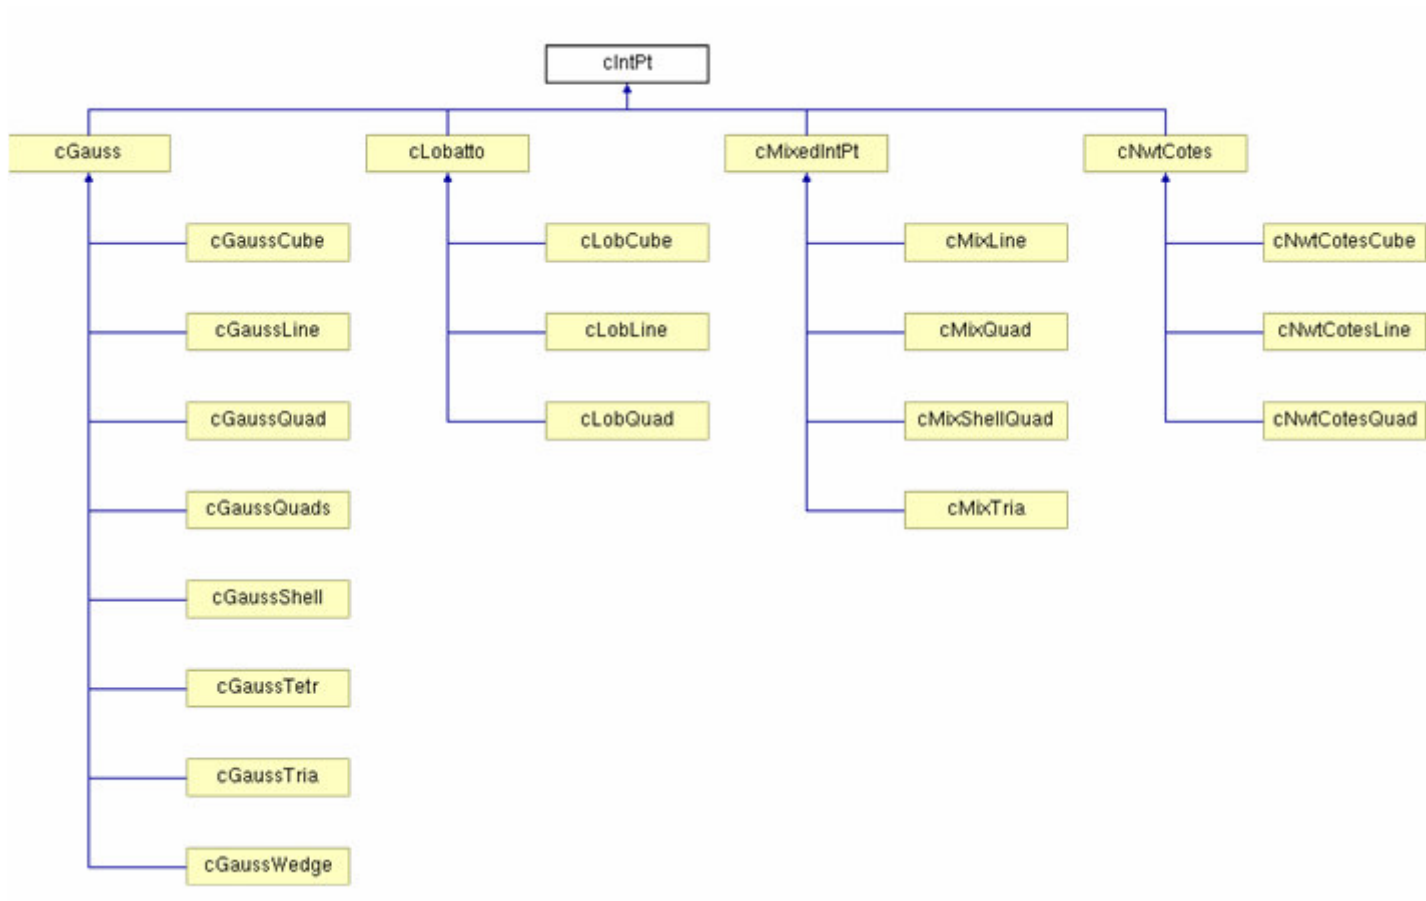 cIntPt
cGauss
cLobatto
cMixedIntPt
cNwtCotes
cGaussCube
cLobCube
cMixLine
cNwtCotesCube
cGaussLine
cLobLine
cMixQuad
cNwtCotesLine
cGaussQuad
cLobQuad
cMixShellQuad
cNwtCotesQuad
cGaussQuads
cMixTria
cGaussShell
cGaussTetr
cGaussTria
cGaussWedge